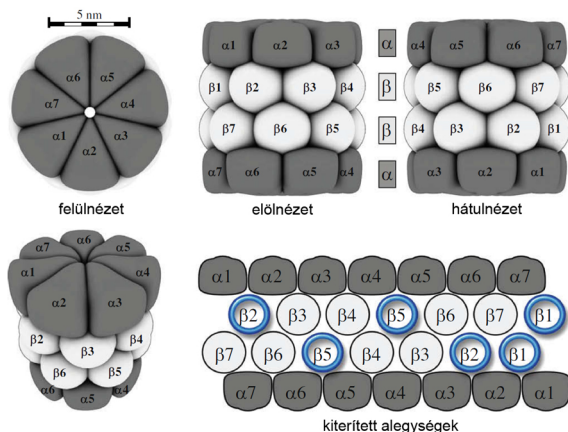 5 nm
α6 α5
α7 α4
α1 α3
α2
felülnézet
α1 α2 α3
β1 β2 β3 β4
β7 β6 β5
α7 α6 α5 α4
elölnézet
α
β
β
α
α4 α5 α6 α7
β5 β6 β7
β4 β3 β2 β1
α3 α2 α1
hátulnézet
α6
α7 α5
α1 α4
α2 α3
β2 β3 β4
β6 β5
α6 α5 α4
α1 α2 α3 α4 α5 α6 α7
β2 β3 β4 β5 β6 β7 β1
β7 β6 β5 β4 β3 β2 β1
α7 α6 α5 α4 α3 α2 α1
kiterített alegységek